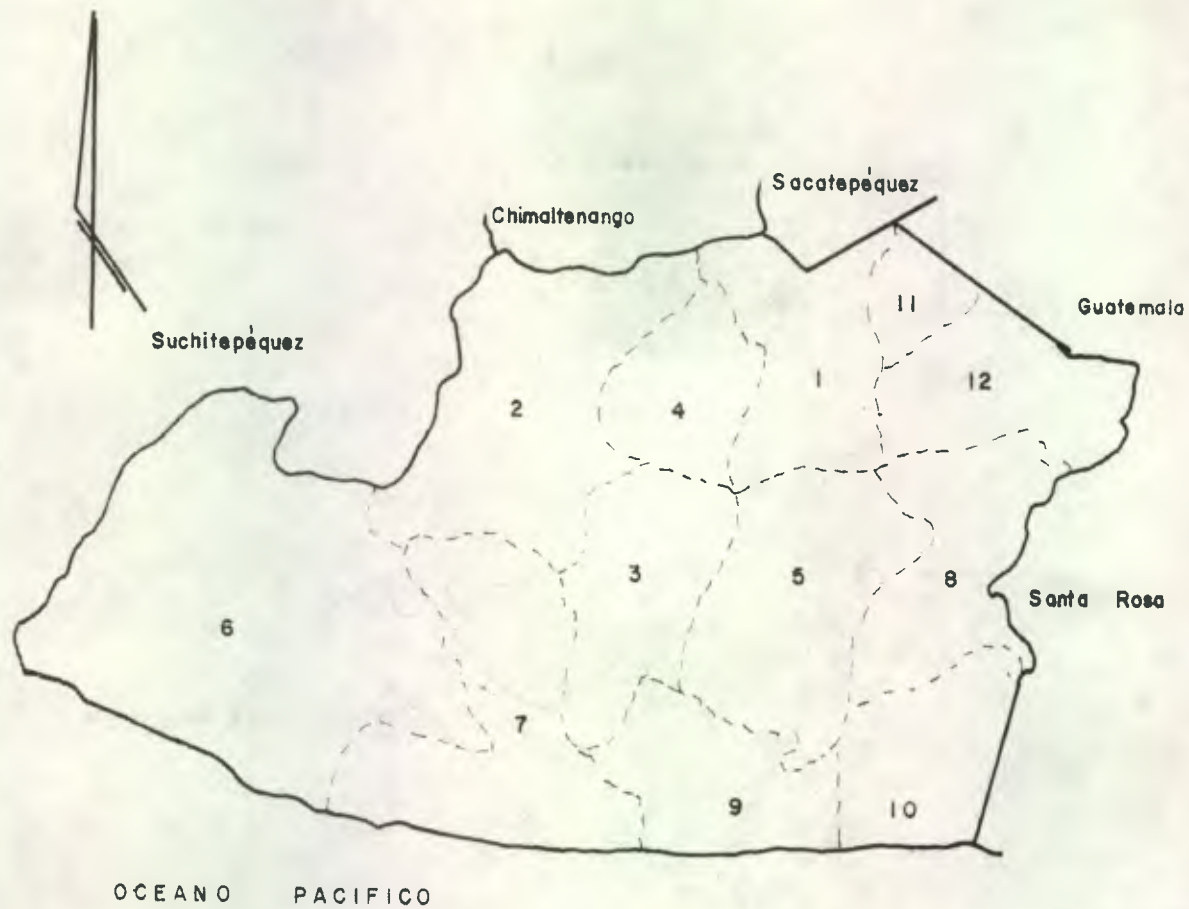 Sacatepéquez
Chimaltenango
Guatemala
Suchitepéquez
11
12
1
2
4
3
5
8
Santa Rosa
6
7
9
10
OCEANO PACIFICO